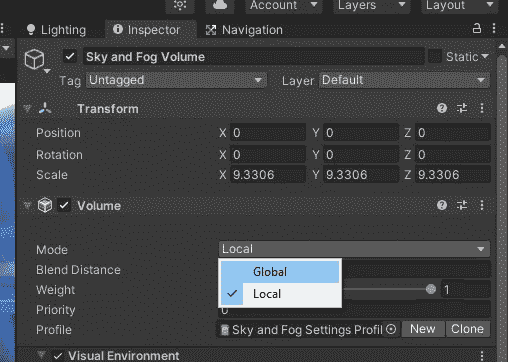 Account Layers Layout
Lighting Inspector Navigation
Sky and Fog Volume Static
Tag Untagged Layer Default
Transform
Position X 0 Y 0 Z 0
Rotation X 0 Y 0 Z 0
Scale X 9.3306 Y 9.3306 Z 9.3306
Volume
Mode Local
Blend Distance Global
Weight Local 1
Priority
Profile Sky and Fog Settings Profil New Clone
Visual Environment